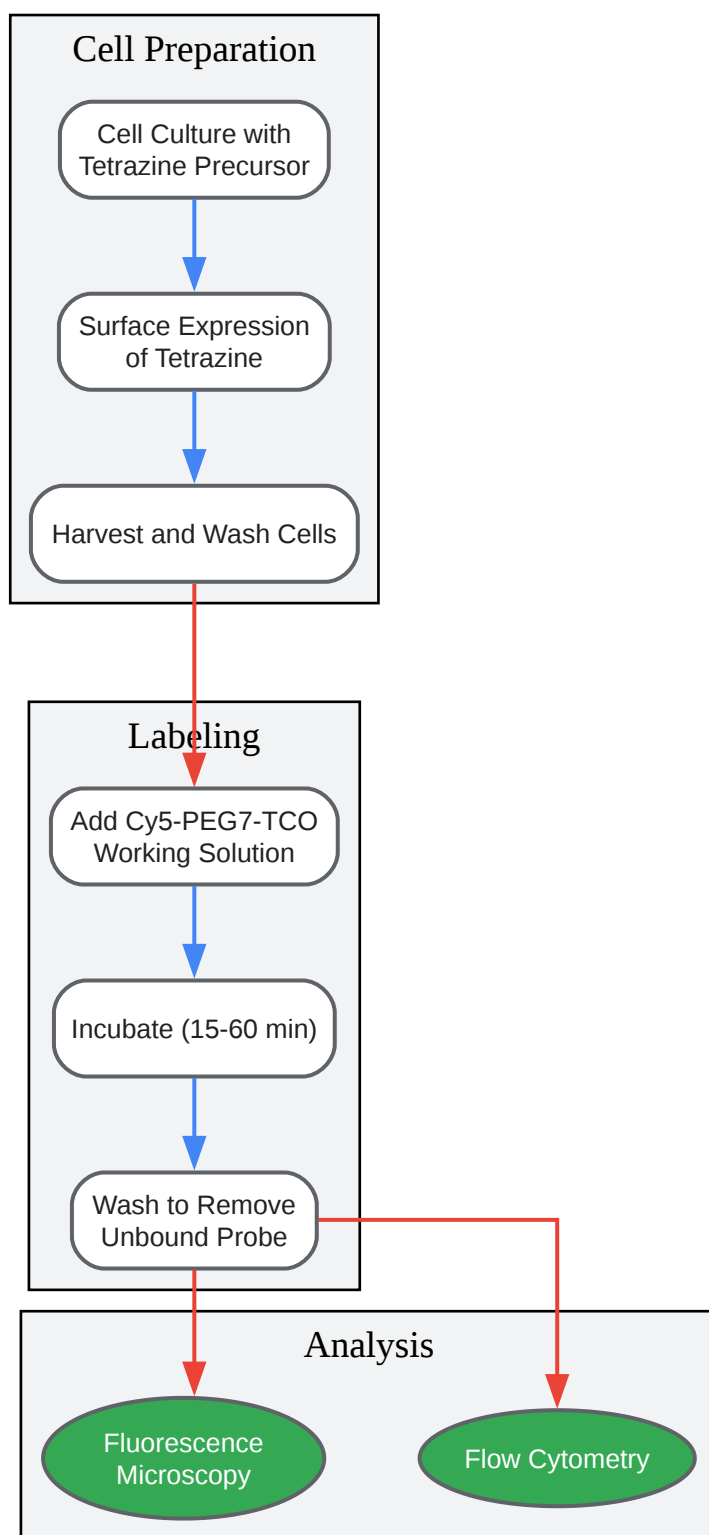 Cell Preparation
Cell Culture with
Tetrazine Precursor
Surface Expression
of Tetrazine
Harvest and Wash Cells
Labeling
Add Cy5-PEG7-TCO
Working Solution
Incubate (15-60 min)
Wash to Remove
Unbound Probe
Analysis
Fluorescence
Microscopy
Flow Cytometry